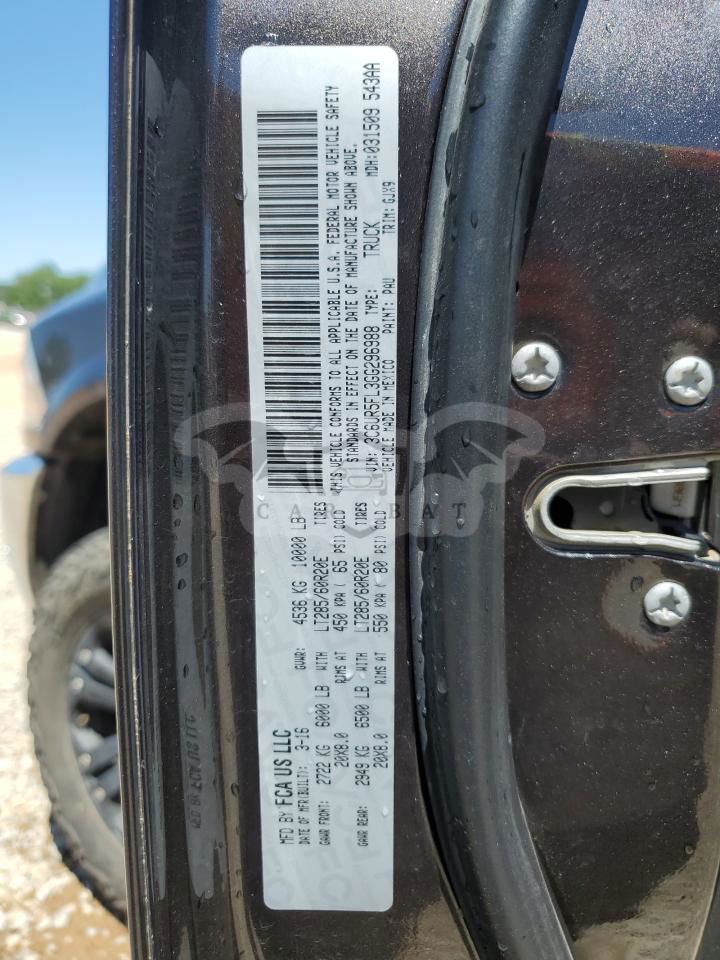 MFD BY FCA US LLC
DATE OF MFR(BUILT): 3-16 GVWR: 4536 KG 10000 LB
GAWR FRONT: 2722 KG 6000 LB WITH LT285/60R20E TIRES
20X8.0 RIMS AT 450 KPA ( 65 PSI) COLD
GAWR REAR: 2949 KG 6500 LB WITH LT285/60R20E
20X8.0 RIMS AT 550 KPA ( 80 PSI) COLD
THIS VEHICLE CONFORMS TO ALL APPLICABLE U.S.A. FEDERAL MOTOR VEHICLE SAFETY
STANDARDS IN EFFECT ON THE DATE OF MANUFACTURE SHOWN ABOVE.
VIN: 3C6UR5FL3GG296988 TYPE: TRUCK MDH: 031509 543AA
VEHICLE MADE IN MEXICO PAINT: PAU TRIM: GJX9
CAR BAT